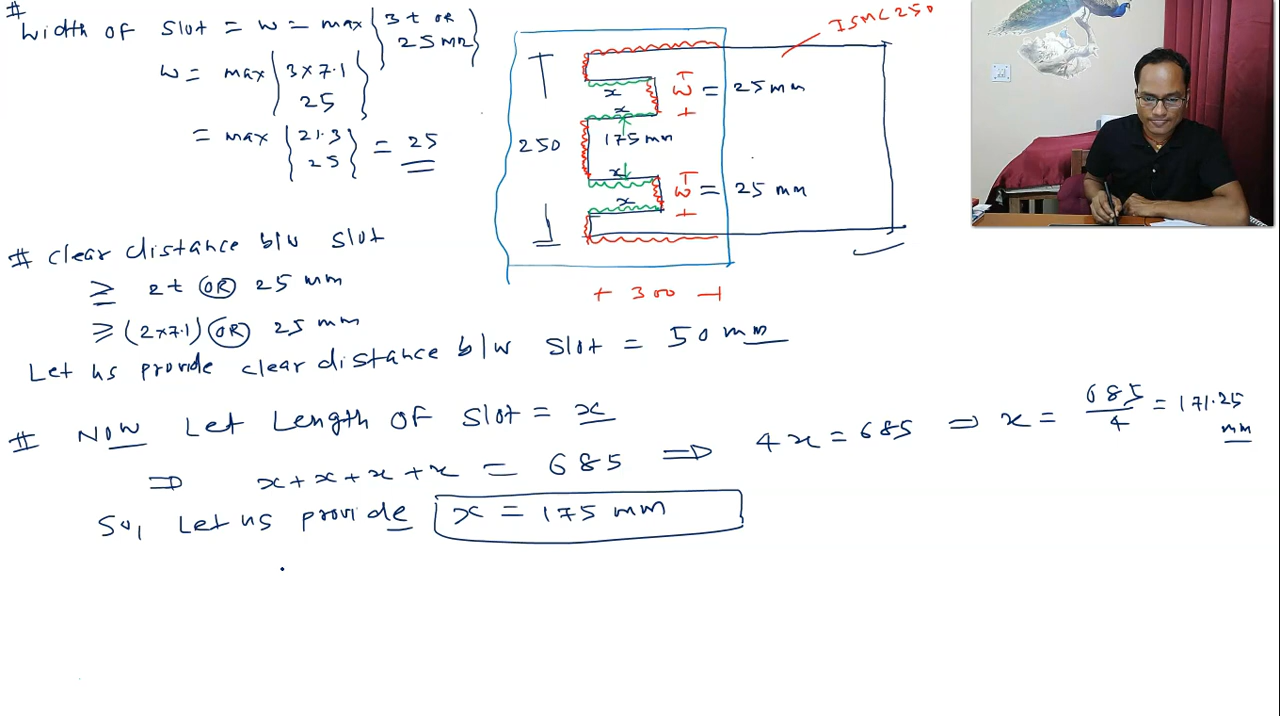 #
Width of slot = w = max { 3t OR
25 mm }
w = max { 3 × 7.1
25 }
= max { 21.3
25 } = 25
ISMC 250
x
w = 25 mm
x
250
175 mm
x
w = 25 mm
x
300
# clear distance b/w slot
≥ 2t OR 25 mm
≥ (2×7.1) OR 25 mm
Let us provide clear distance b/w slot = 50 mm
# Now Let Length of slot = x
⇒ x + x + x + x = 685 ⇒ 4x = 685 ⇒ x = 685/4 = 171.25 mm
So, Let us provide x = 175 mm